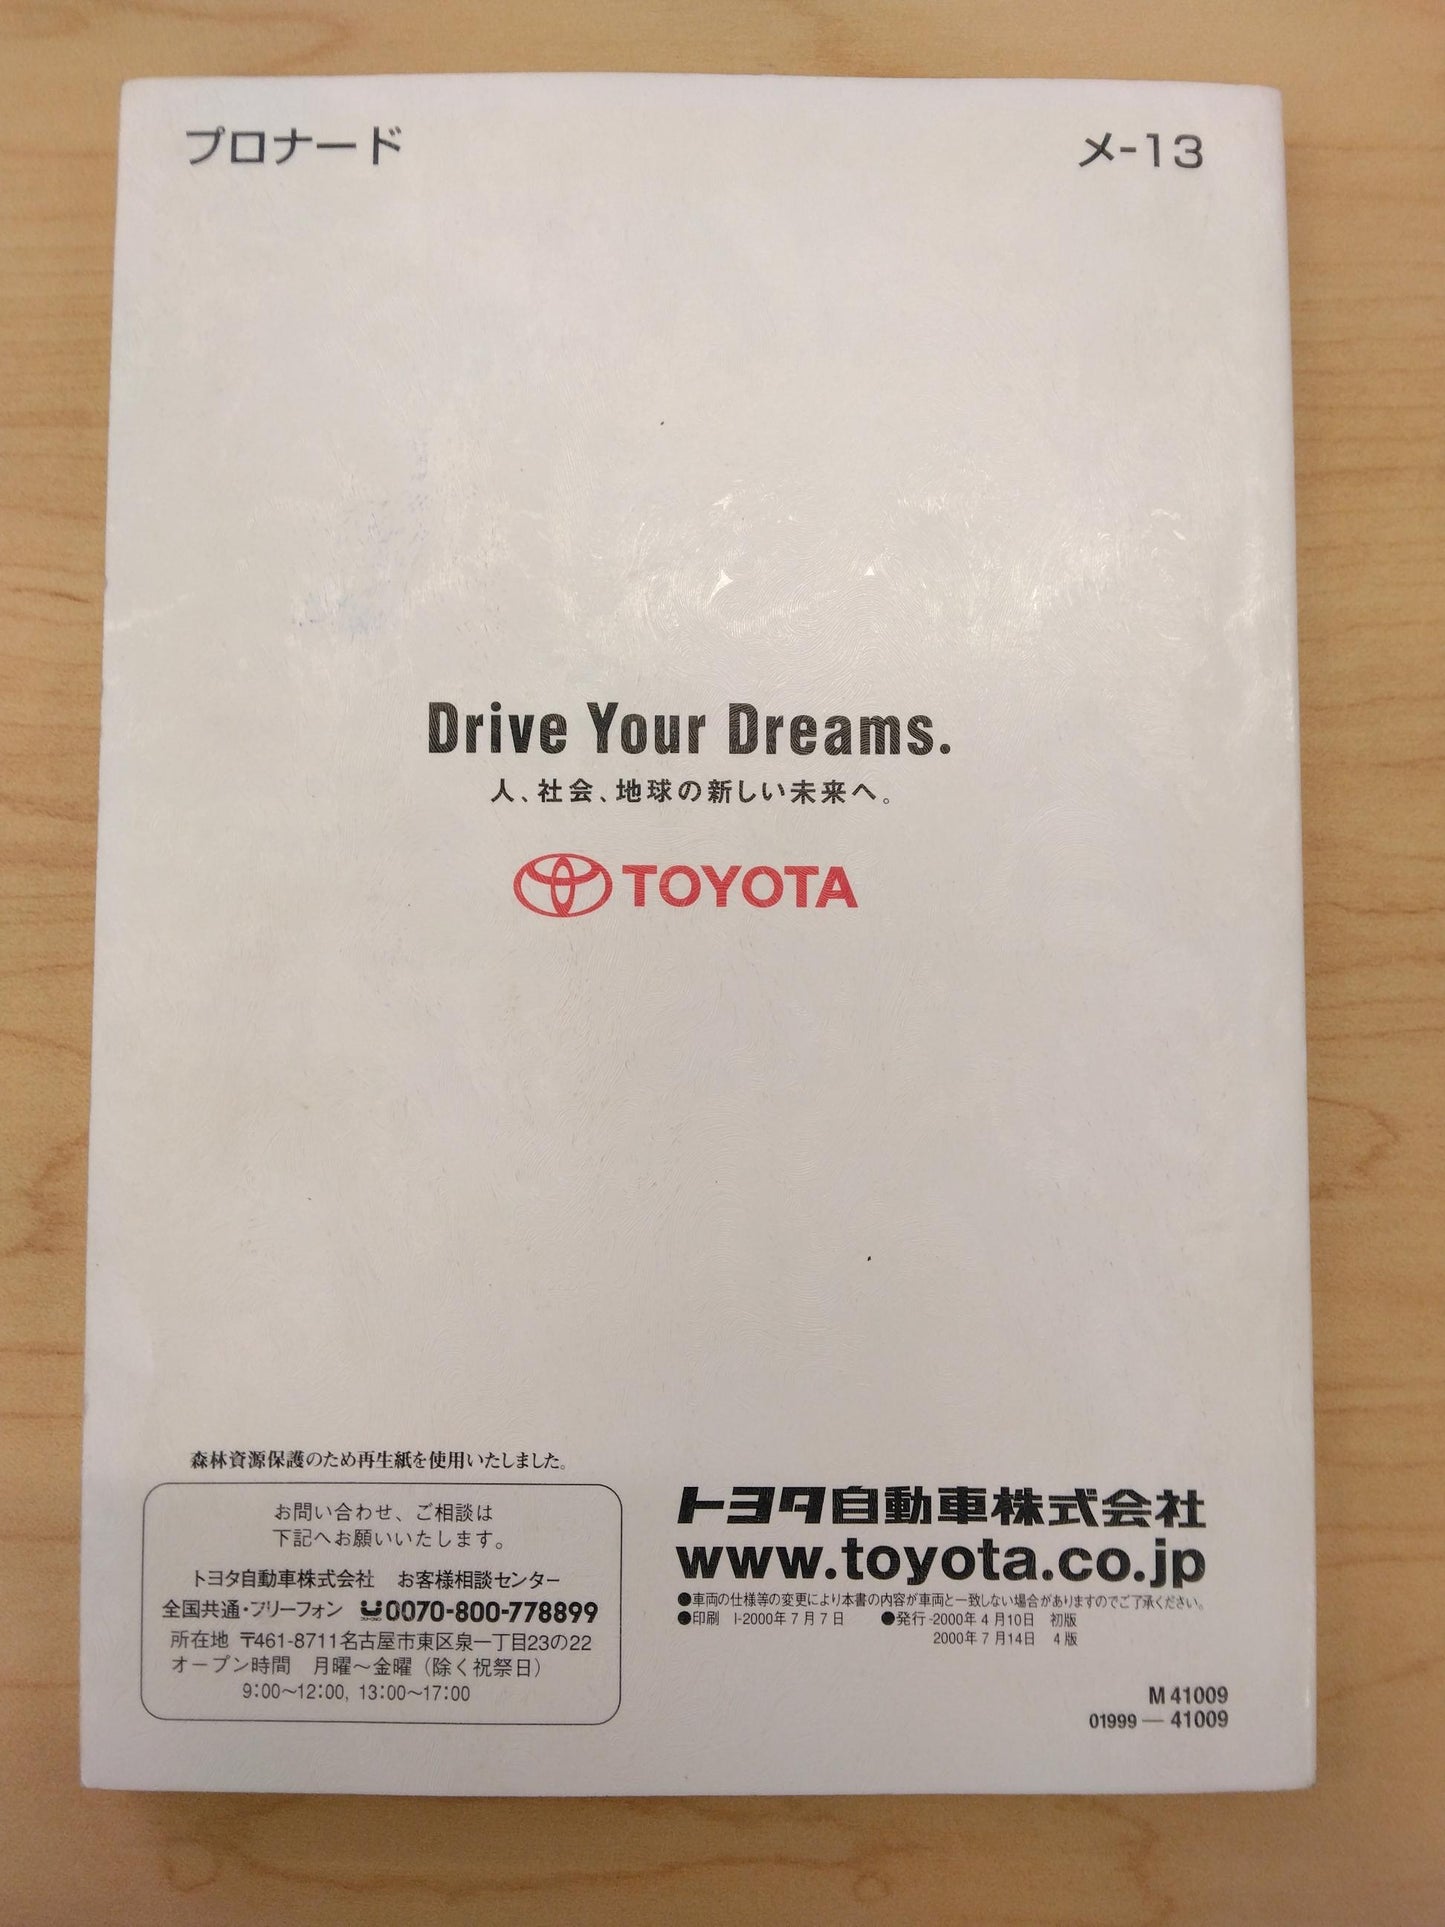 プロナード
メ-13
Drive Your Dreams.
人、社会、地球の新しい未来へ。
TOYOTA
森林資源保護のため再生紙を使用いたしました。
お問い合わせ、ご相談は
下記へお願いいたします。
トヨタ自動車株式会社　お客様相談センター
全国共通・フリーフォン 0070-800-778899
所在地 〒461-8711名古屋市東区泉一丁目23の22
オープン時間　月曜〜金曜（除く祝祭日）
9:00〜12:00, 13:00〜17:00
トヨタ自動車株式会社
www.toyota.co.jp
●車両の仕様等の変更により本書の内容が車両と一致しない場合がありますのでご了承ください。
●印刷　I-2000年7月7日　●発行-2000年4月10日　初版
2000年7月14日　4版
M 41009
01999 — 41009